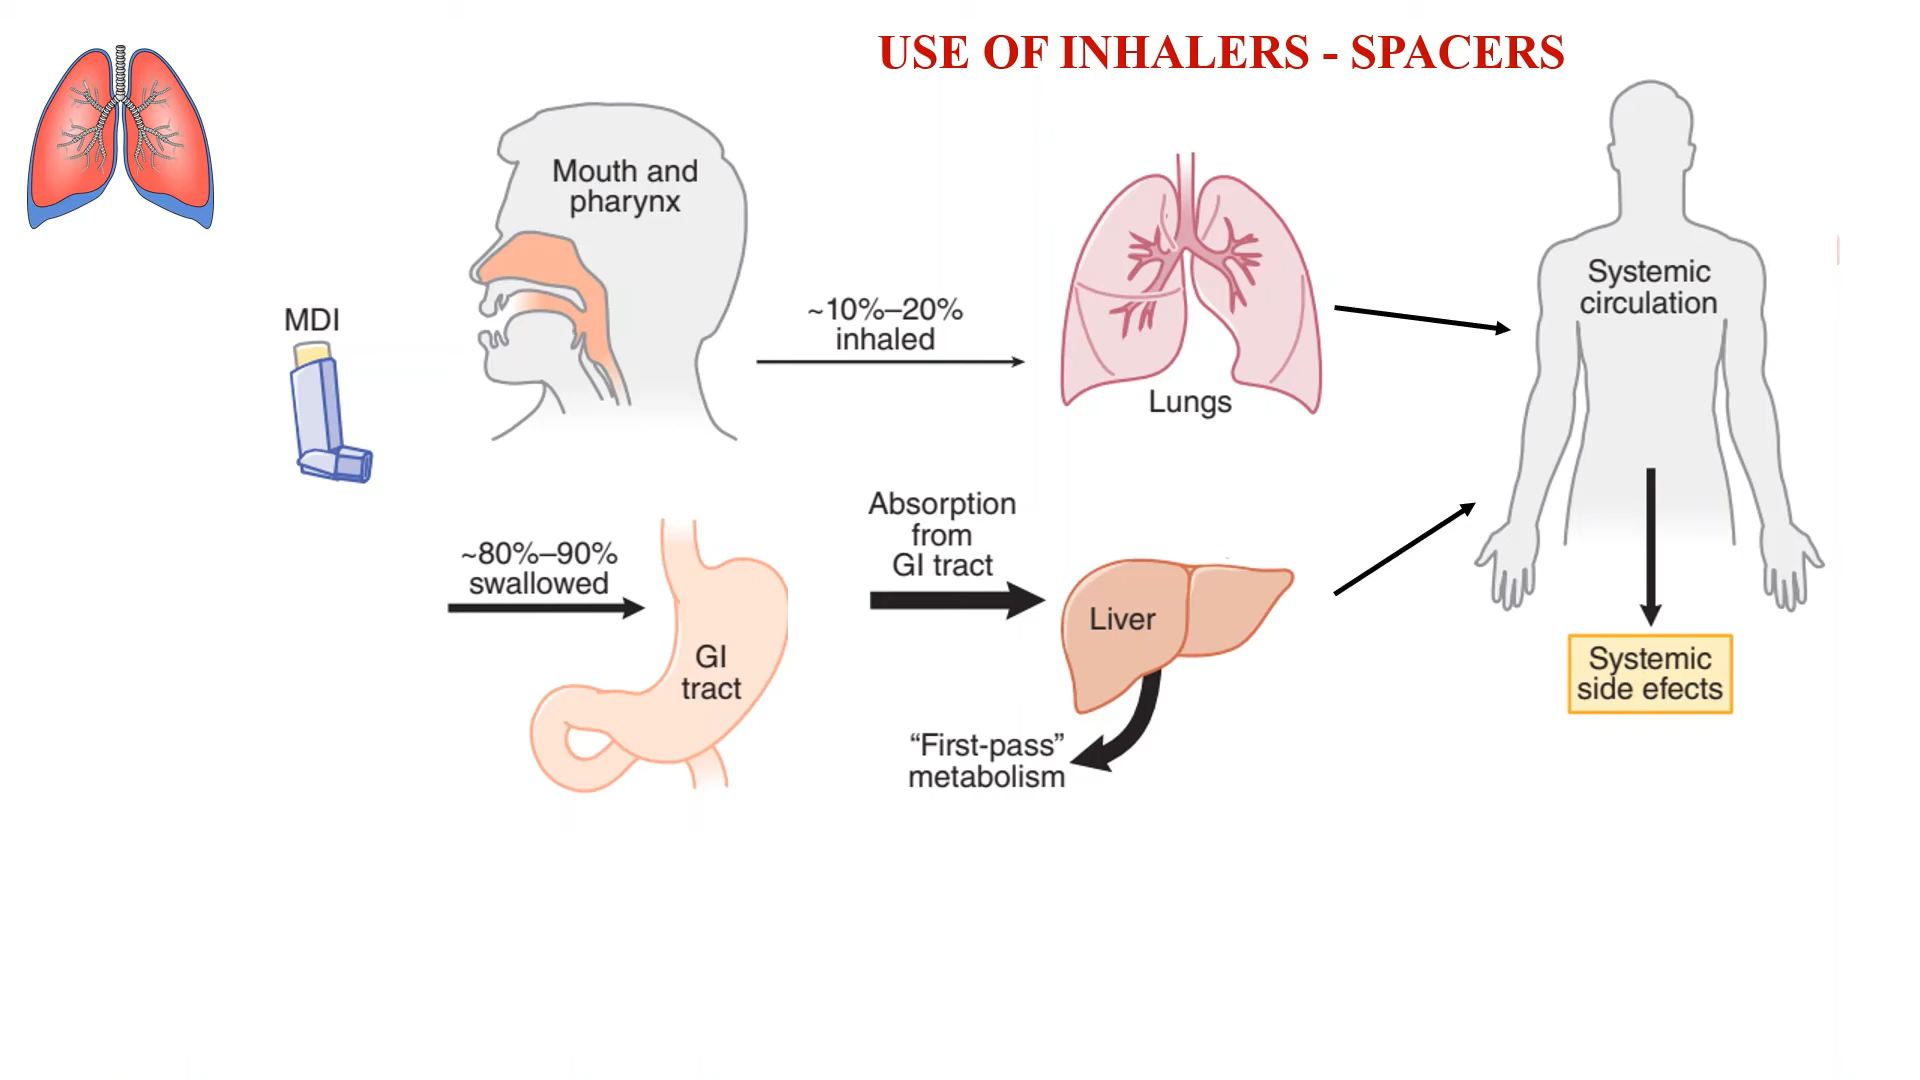 USE OF INHALERS - SPACERS
Mouth and
pharynx
MDI
~10%–20%
inhaled
Lungs
Systemic
circulation
~80%–90%
swallowed
GI
tract
Absorption
from
GI tract
Liver
“First-pass”
metabolism
Systemic
side efects